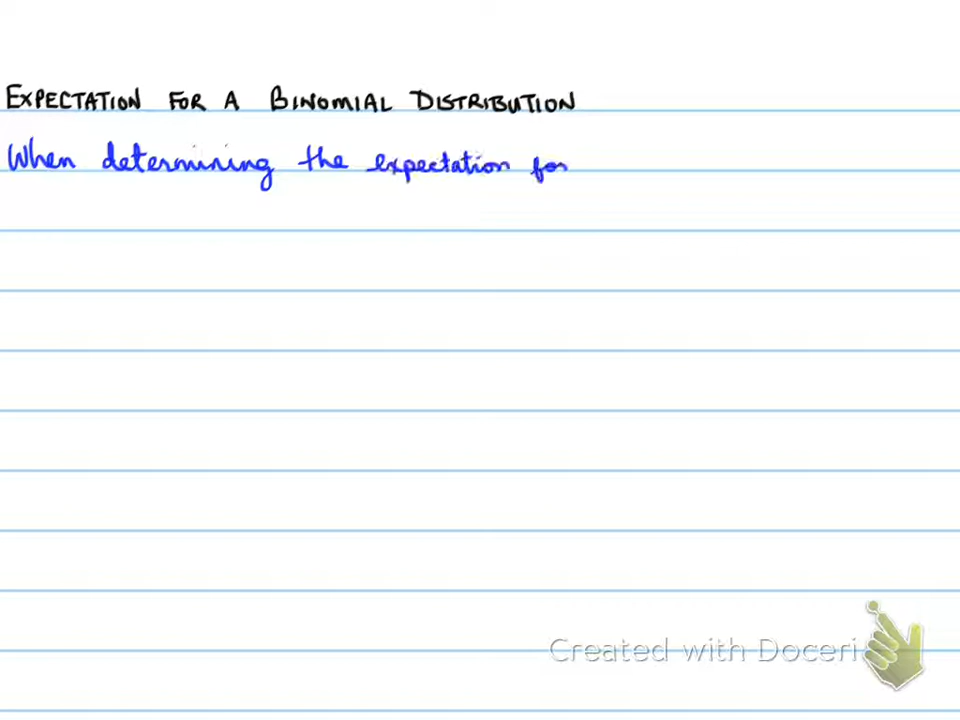 EXPECTATION FOR A BINOMIAL DISTRIBUTION
When determining the expectation for
Created with Doceri